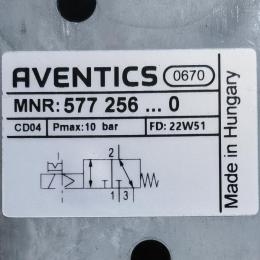 AVENTICS 0670
MNR: 577 256 ... 0
CD04 Pmax:10 bar FD: 22W51
2
1 3
Made in Hungary